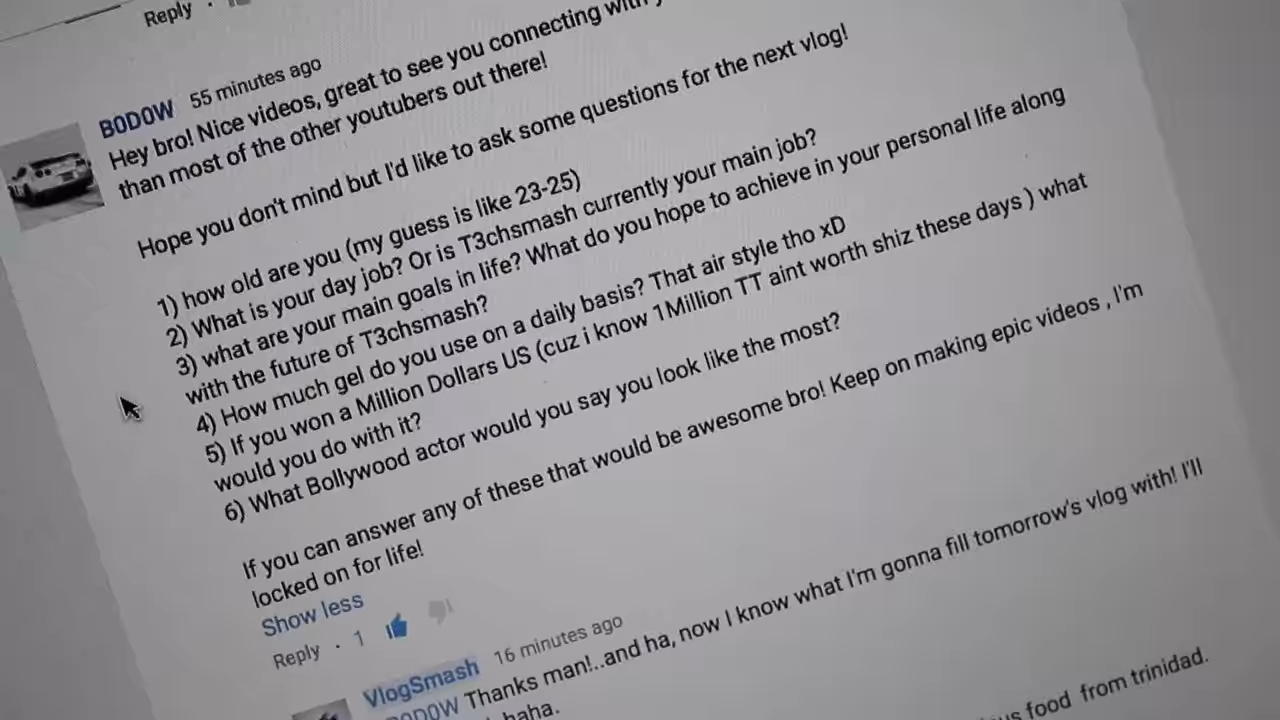 Reply ·
B0D0W 55 minutes ago
Hey bro! Nice videos, great to see you connecting with
than most of the other youtubers out there!
Hope you don't mind but I'd like to ask some questions for the next vlog!
1) how old are you (my guess is like 23-25)
2) What is your day job? Or is T3chsmash currently your main job?
3) what are your main goals in life? What do you hope to achieve in your personal life along
with the future of T3chsmash?
4) How much gel do you use on a daily basis? That air style tho xD
5) If you won a Million Dollars US (cuz i know 1Million TT aint worth shiz these days ) what
would you do with it?
6) What Bollywood actor would you say you look like the most?
If you can answer any of these that would be awesome bro! Keep on making epic videos , I'm
locked on for life!
Show less
Reply · 1
VlogSmash 16 minutes ago
B0D0W Thanks man!..and ha, now I know what I'm gonna fill tomorrow's vlog with! I'll
haha.
food from trinidad.